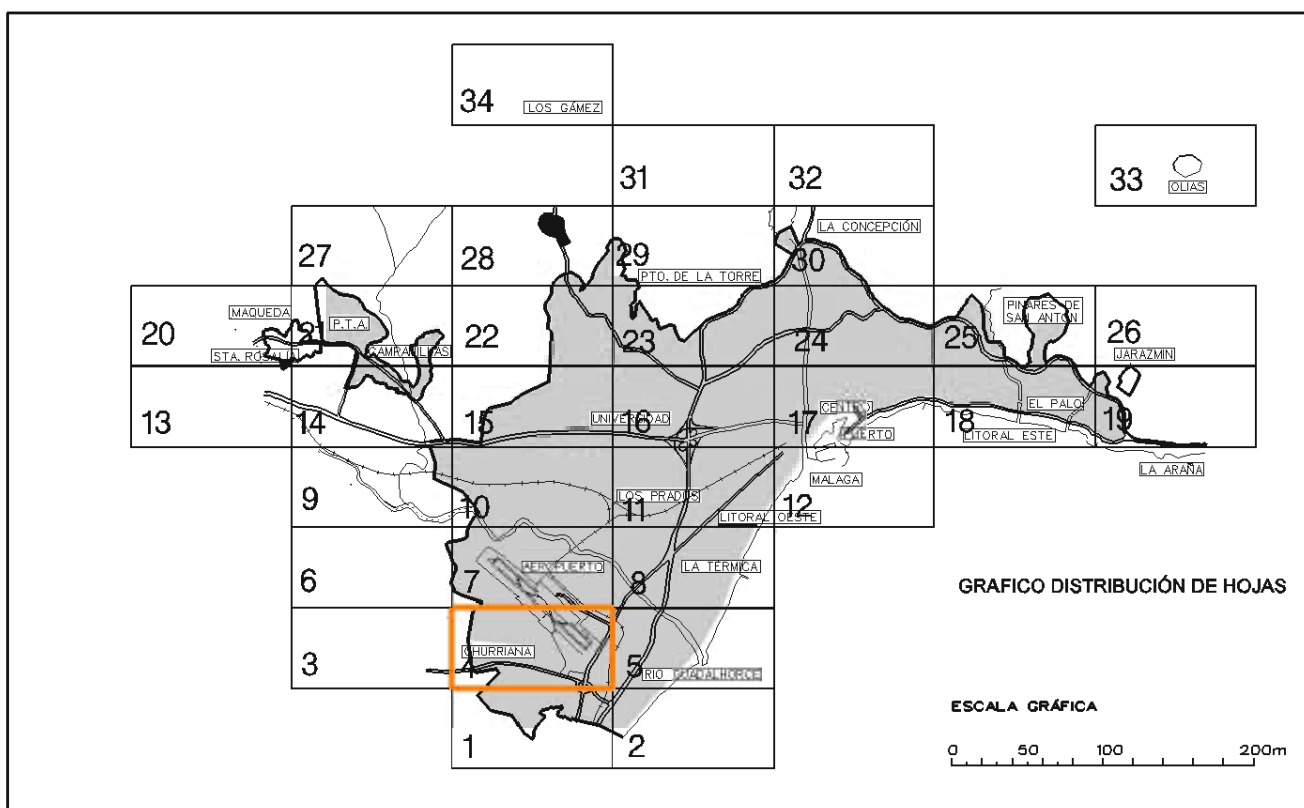 34
LOS GÁMEZ
31
32
33
OLIAS
LA CONCEPCIÓN
27
28
29
30
PTO. DE LA TORRE
MAQUEDA
P.T.A.
PINARES DE
SAN ANTÓN
20
21
22
23
24
25
26
STA. ROSALIA
CAMPANILLAS
JARAZMIN
13
14
15
UNIVERSIDAD
16
17
CENTRO
PUERTO
18
EL PALO
19
LITORAL ESTE
LA ARAÑA
MALAGA
9
10
LOS PRADOS
11
LITORAL OESTE
12
6
7
AEROPUERTO
8
LA TÉRMICA
GRAFICO DISTRIBUCIÓN DE HOJAS
3
CHURRIANA
5
RIO GUADALHORCE
1
2
ESCALA GRÁFICA
0 50 100 200m